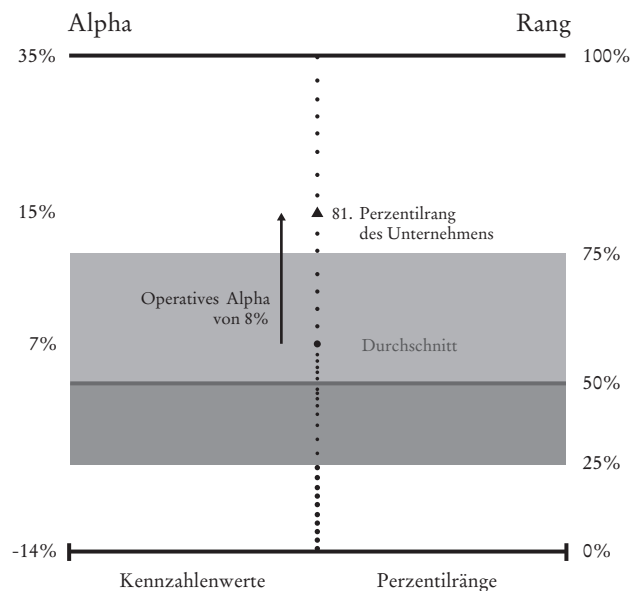 Alpha
Rang
35%
100%
15%
81. Perzentilrang
des Unternehmens
75%
Operatives Alpha
von 8%
7%
Durchschnitt
50%
25%
-14%
0%
Kennzahlenwerte
Perzentilränge